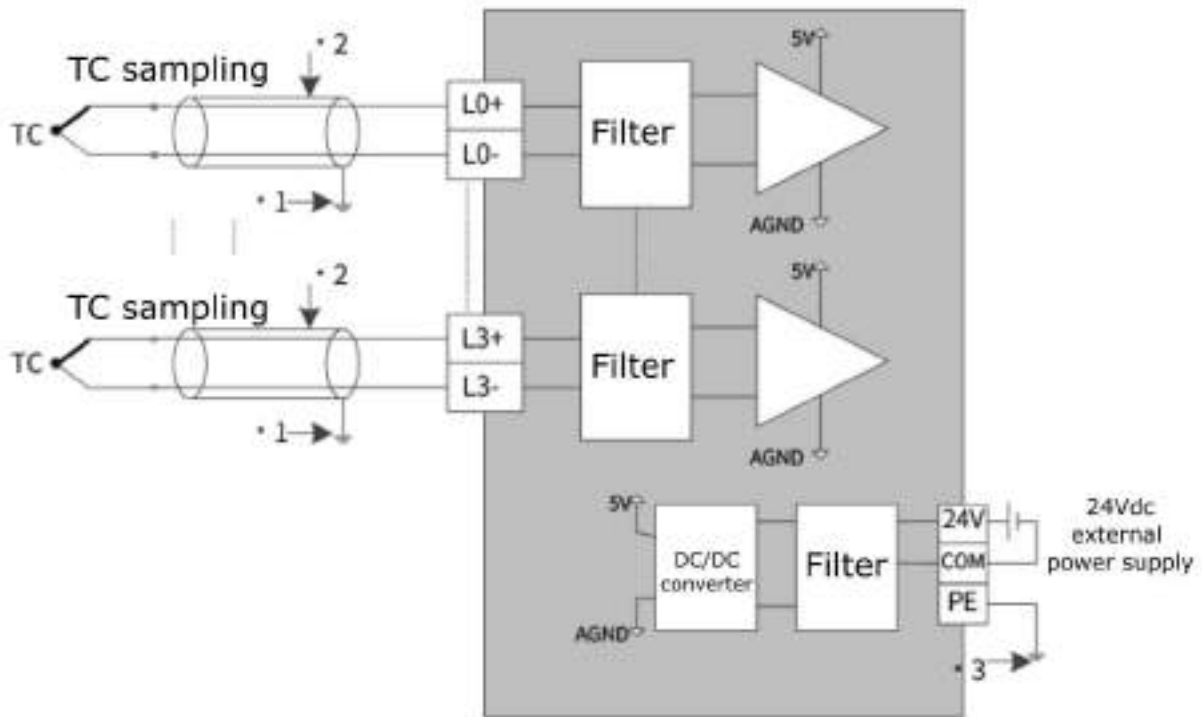 TC sampling
· 2
TC
L0+
L0-
Filter
5V
AGND
· 1
TC sampling
· 2
TC
L3+
L3-
Filter
5V
AGND
· 1
5V
AGND
DC/DC
converter
Filter
24V
COM
PE
24Vdc
external
power supply
· 3